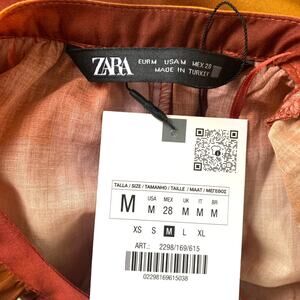 ZARA
EUR M USA M MEX 28
MADE IN TURKEY
TALLA / SIZE / TAMANHO / TAILLE / MAAT / ΜΕΓΕΘΟΣ
M
USA MEX UK IT BR
M 28 M M M
XS S M L XL
ART.: 2298/169/615
02298169615038